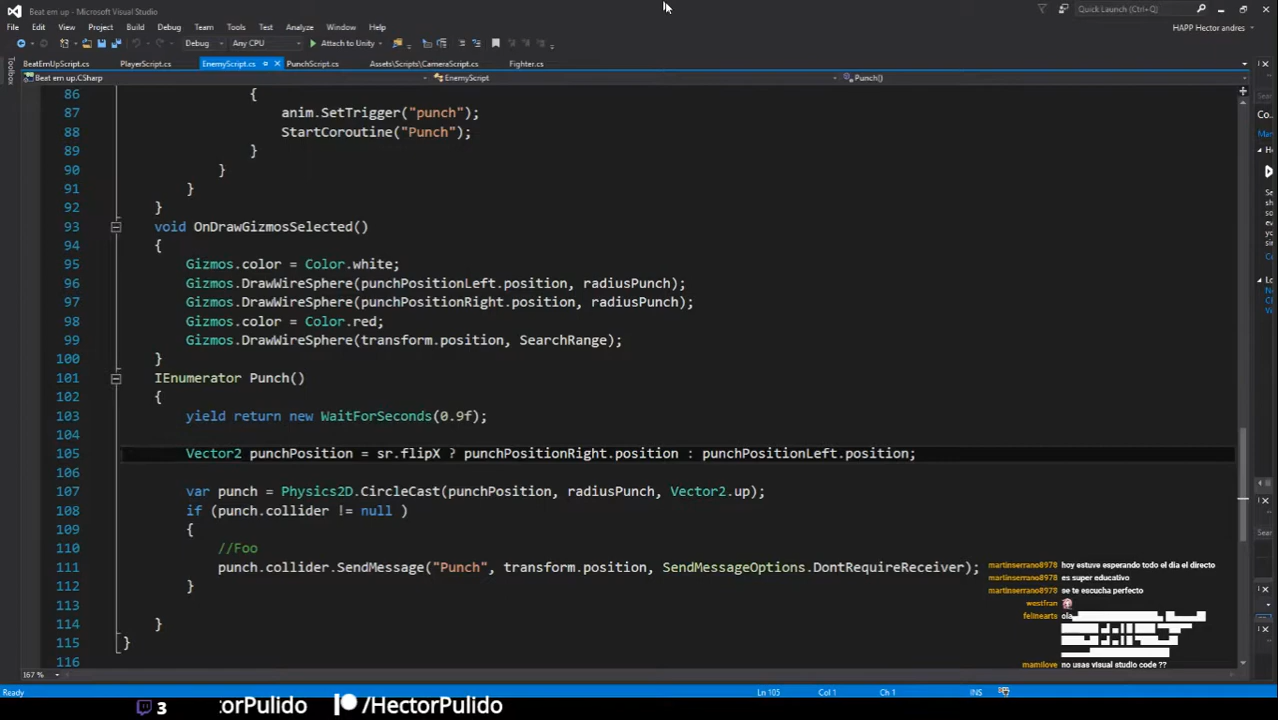 Beat em up - Microsoft Visual Studio
Quick Launch (Ctrl+Q)
File Edit View Project Build Debug Team Tools Test Analyze Window Help
HAPP Hector andres
Debug Any CPU Attach to Unity
Toolbox
BeatEmUpScript.cs PlayerScript.cs EnemyScript.cs PunchScript.cs Assets\Scripts\CameraScript.cs Fighter.cs
Beat em up.CSharp EnemyScript Punch()
86 {
87 anim.SetTrigger("punch");
88 StartCoroutine("Punch");
89 }
90 }
91 }
92 }
93 void OnDrawGizmosSelected()
94 {
95 Gizmos.color = Color.white;
96 Gizmos.DrawWireSphere(punchPositionLeft.position, radiusPunch);
97 Gizmos.DrawWireSphere(punchPositionRight.position, radiusPunch);
98 Gizmos.color = Color.red;
99 Gizmos.DrawWireSphere(transform.position, SearchRange);
100 }
101 IEnumerator Punch()
102 {
103 yield return new WaitForSeconds(0.9f);
104
105 Vector2 punchPosition = sr.flipX ? punchPositionRight.position : punchPositionLeft.position;
106
107 var punch = Physics2D.CircleCast(punchPosition, radiusPunch, Vector2.up);
108 if (punch.collider != null )
109 {
110 //Foo
111 punch.collider.SendMessage("Punch", transform.position, SendMessageOptions.DontRequireReceiver);
112 }
113
114 }
115 }
116
martinserrano8978 hoy estuve esperando todo el dia el directo
martinserrano8978 es super educativo
martinserrano8978 se te escucha perfecto
westfran
felinearts ola
mamilove no usas visual studio code ??
167 %
Ready Ln 105 Col 1 Ch 1 INS
3 torPulido /HectorPulido